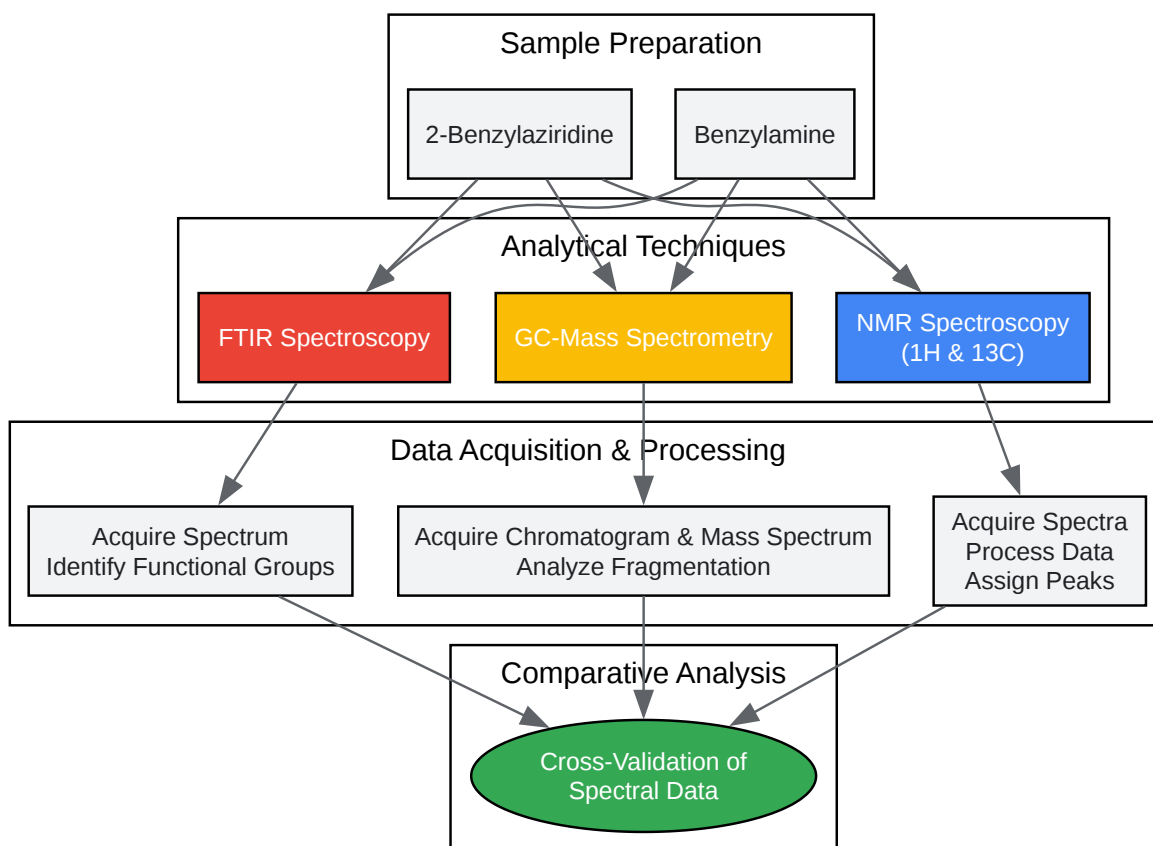 Sample Preparation
2-Benzylaziridine
Benzylamine
Analytical Techniques
FTIR Spectroscopy
GC-Mass Spectrometry
NMR Spectroscopy
(1H & 13C)
Data Acquisition & Processing
Acquire Spectrum
Identify Functional Groups
Acquire Chromatogram & Mass Spectrum
Analyze Fragmentation
Acquire Spectra
Process Data
Assign Peaks
Comparative Analysis
Cross-Validation of
Spectral Data